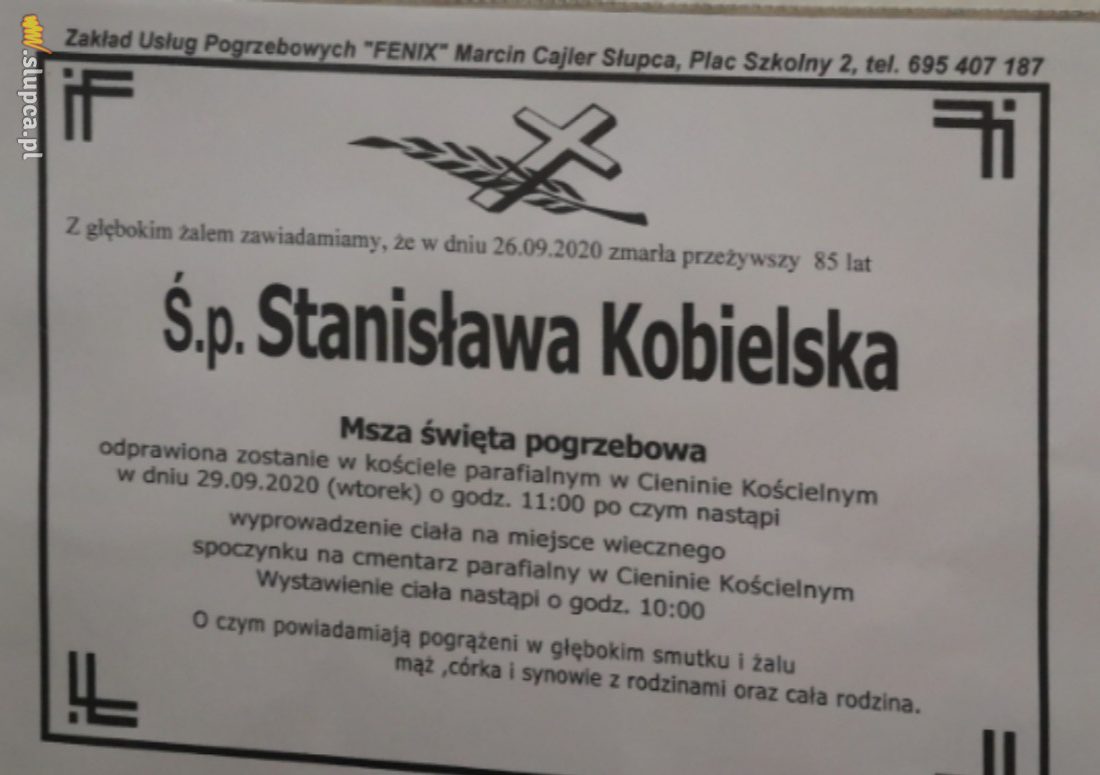 Zakład Usług Pogrzebowych "FENIX" Marcin Cajler Słupca, Plac Szkolny 2, tel. 695 407 187
Z głębokim żalem zawiadamiamy, że w dniu 26.09.2020 zmarła przeżywszy 85 lat
Ś.p. Stanisława Kobielska
Msza święta pogrzebowa
odprawiona zostanie w kościele parafialnym w Cieninie Kościelnym
w dniu 29.09.2020 (wtorek) o godz. 11:00 po czym nastąpi
wyprowadzenie ciała na miejsce wiecznego
spoczynku na cmentarz parafialny w Cieninie Kościelnym
Wystawienie ciała nastąpi o godz. 10:00
O czym powiadamiają pogrążeni w głębokim smutku i żalu
mąż ,córka i synowie z rodzinami oraz cała rodzina.
.slupca.pl